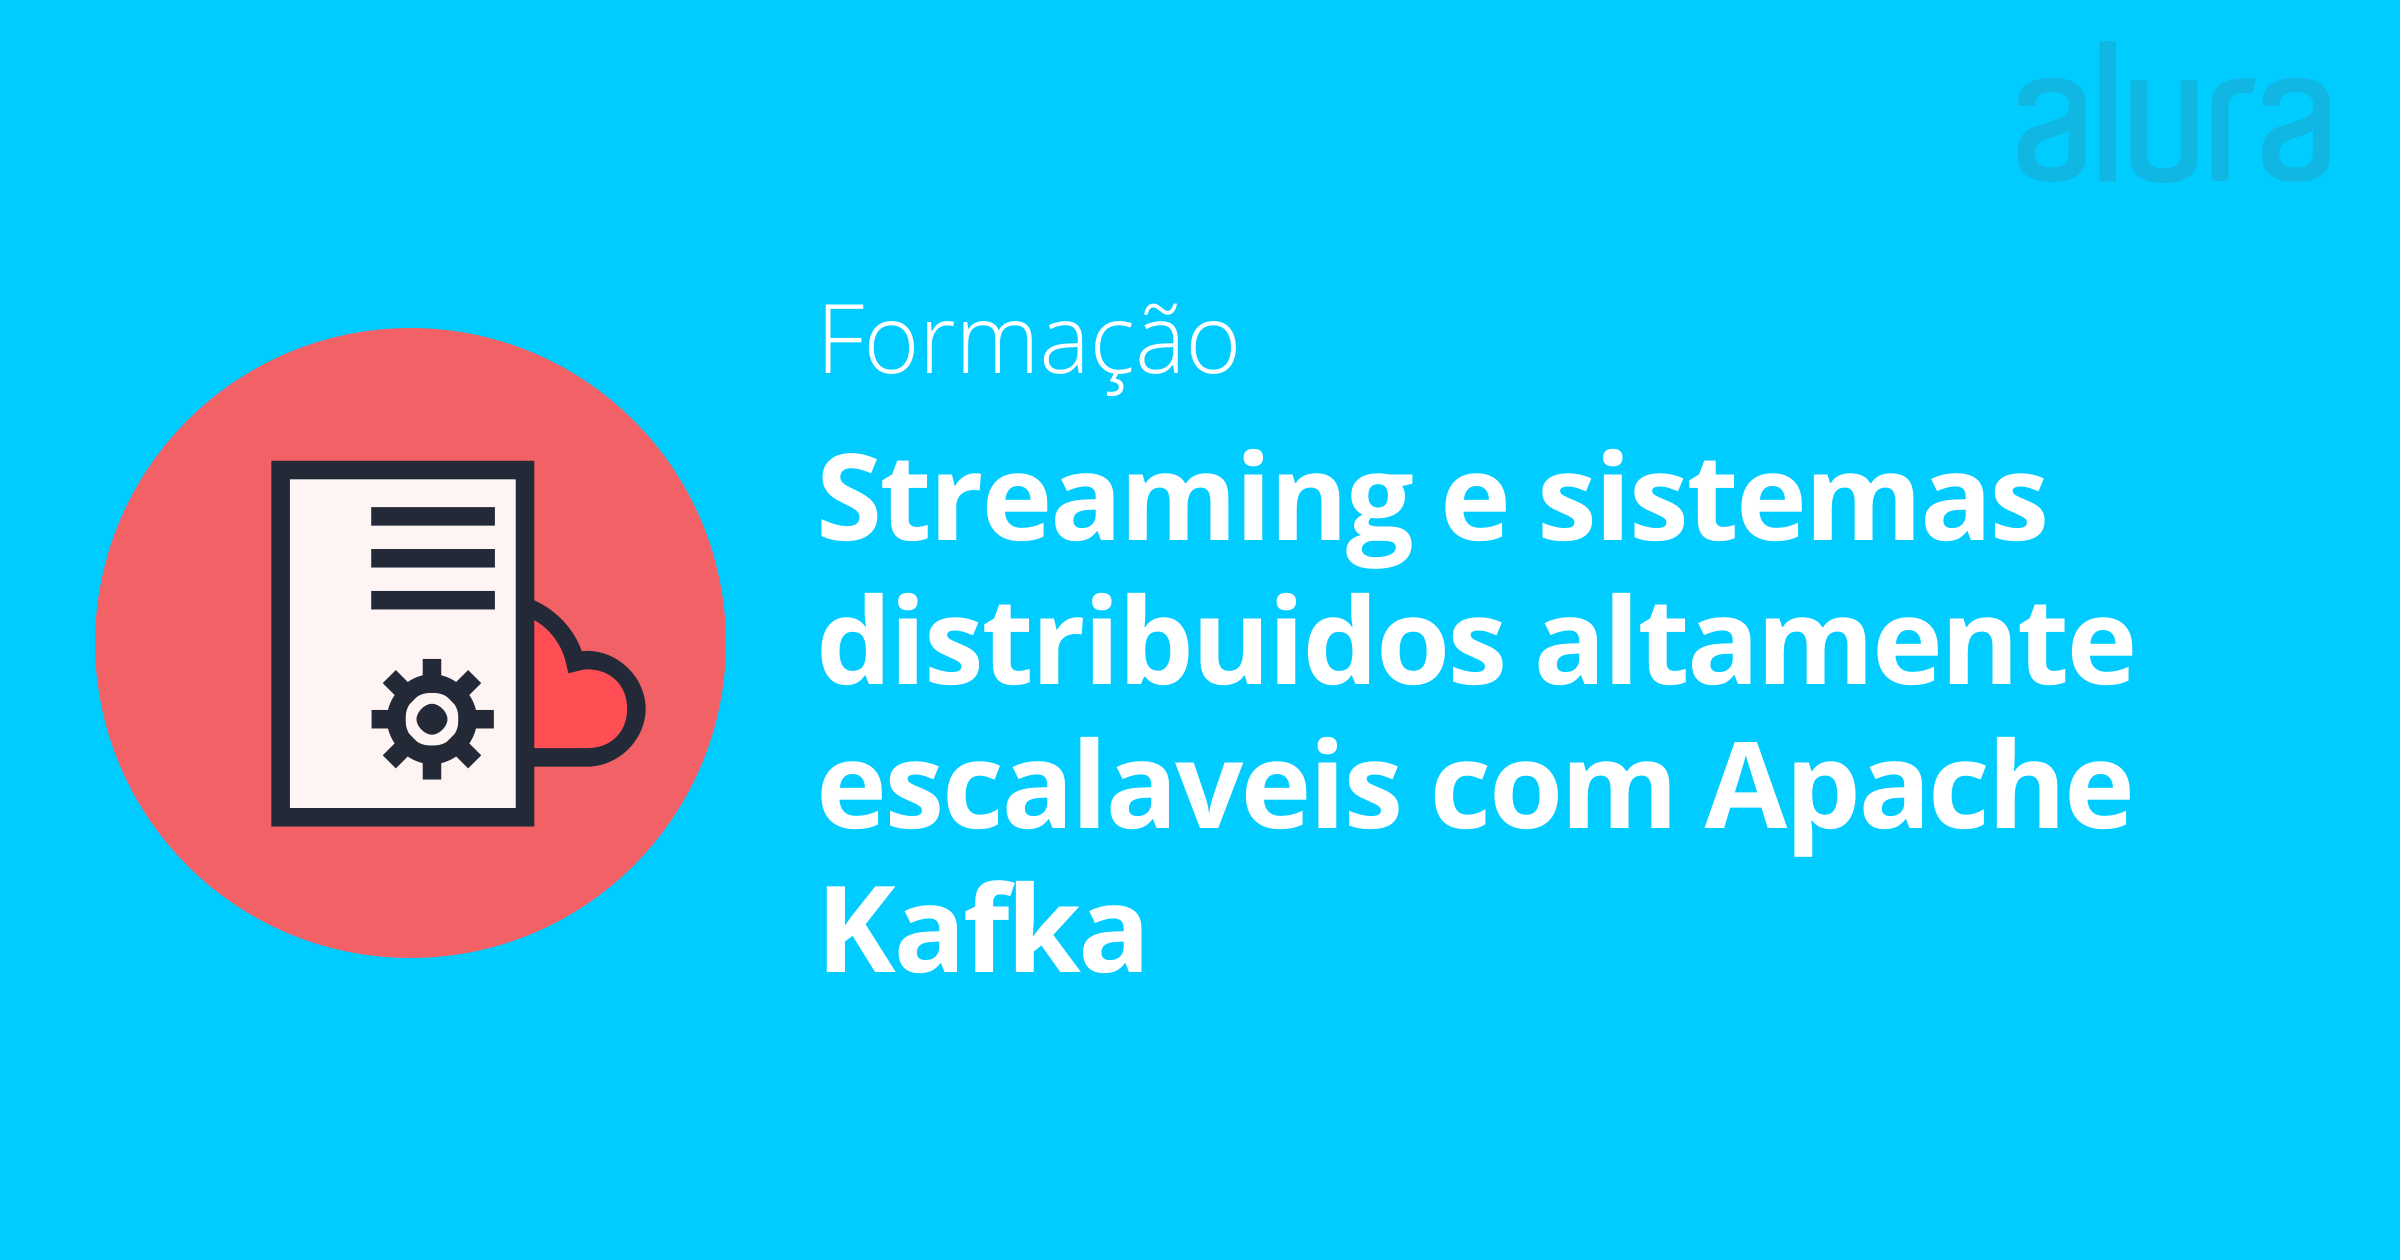 alura
Formação
Streaming e sistemas
distribuidos altamente
escalaveis com Apache
Kafka